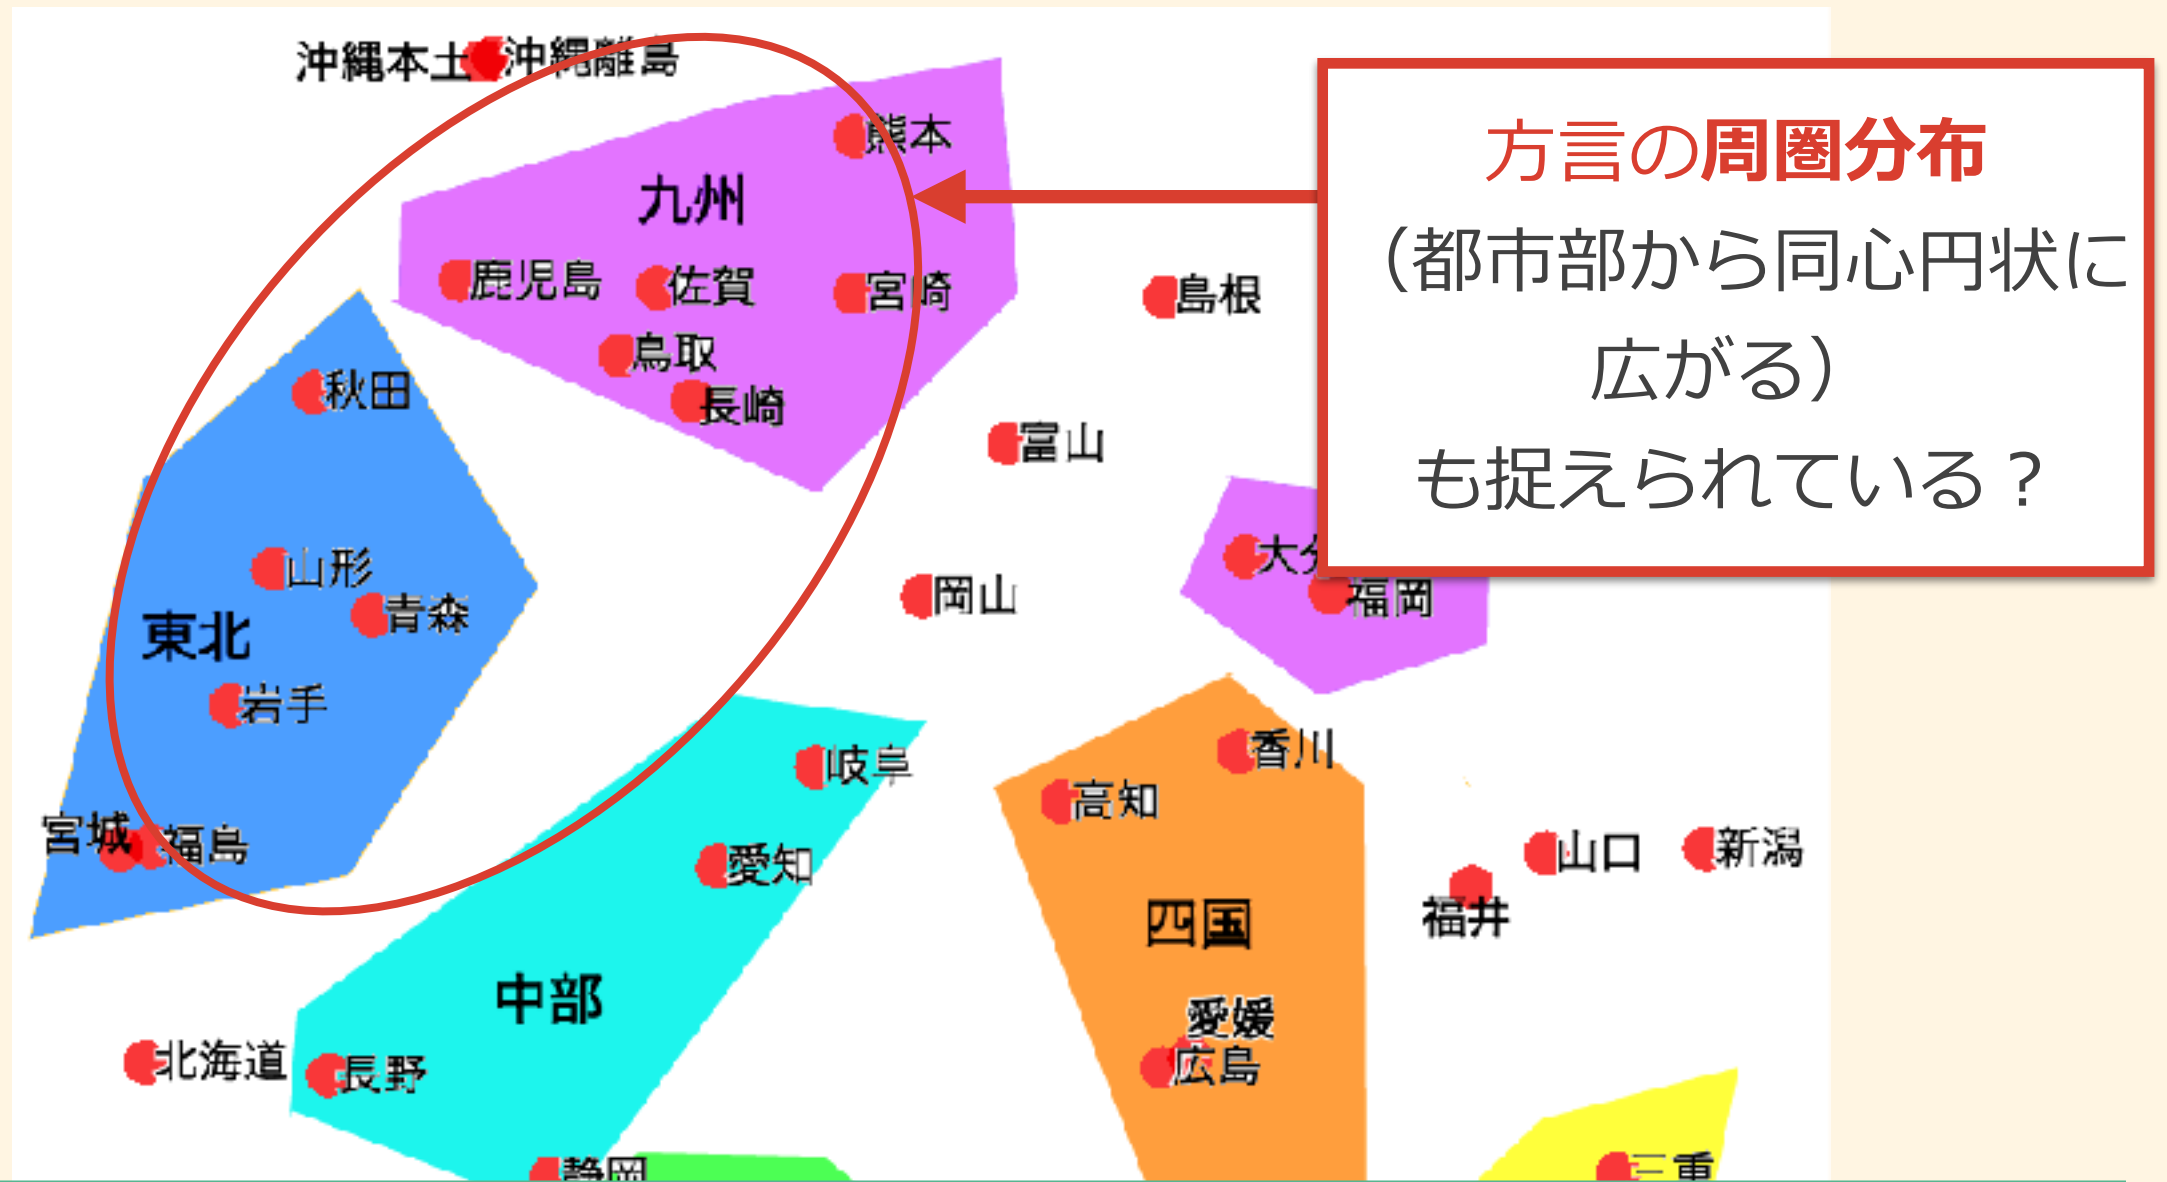 沖縄本土
沖縄離島
熊本
九州
鹿児島
佐賀
宮崎
鳥取
長崎
島根
秋田
富山
山形
青森
東北
岩手
岡山
大分
福岡
宮城
福島
岐阜
愛知
香川
高知
四国
愛媛
広島
山口
新潟
福井
中部
北海道
長野
静岡
三重
方言の周圏分布
（都市部から同心円状に
広がる）
も捉えられている？